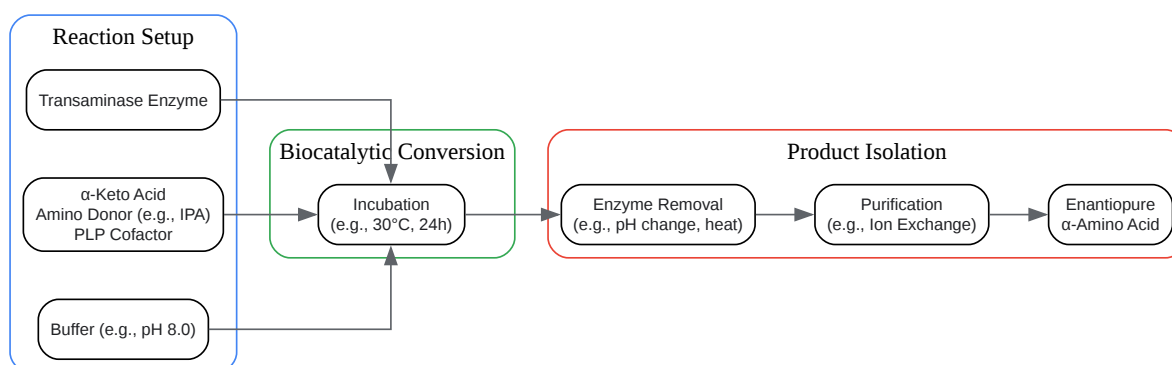 Reaction Setup
Transaminase Enzyme
α-Keto Acid
Amino Donor (e.g., IPA)
PLP Cofactor
Buffer (e.g., pH 8.0)
Biocatalytic Conversion
Incubation
(e.g., 30°C, 24h)
Product Isolation
Enzyme Removal
(e.g., pH change, heat)
Purification
(e.g., Ion Exchange)
Enantiopure
α-Amino Acid